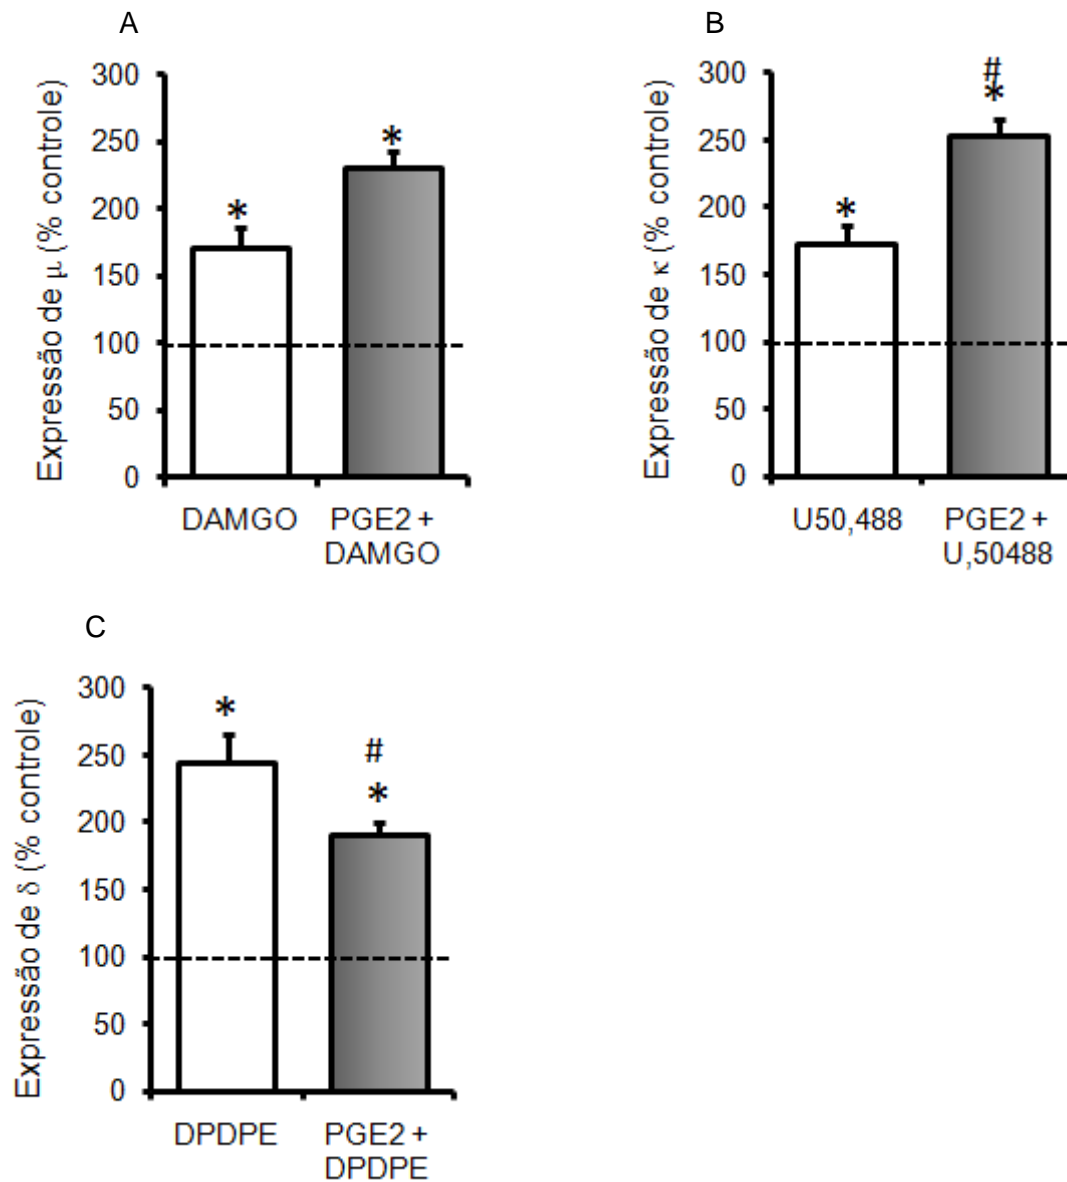 A
Expressão de μ (% controle)
300
250
200
150
100
50
0
*
*
DAMGO
PGE2 +
DAMGO
B
Expressão de κ (% controle)
300
250
200
150
100
50
0
*
#
*
U50,488
PGE2 +
U,50488
C
Expressão de δ (% controle)
300
250
200
150
100
50
0
*
#
*
DPDPE
PGE2 +
DPDPE